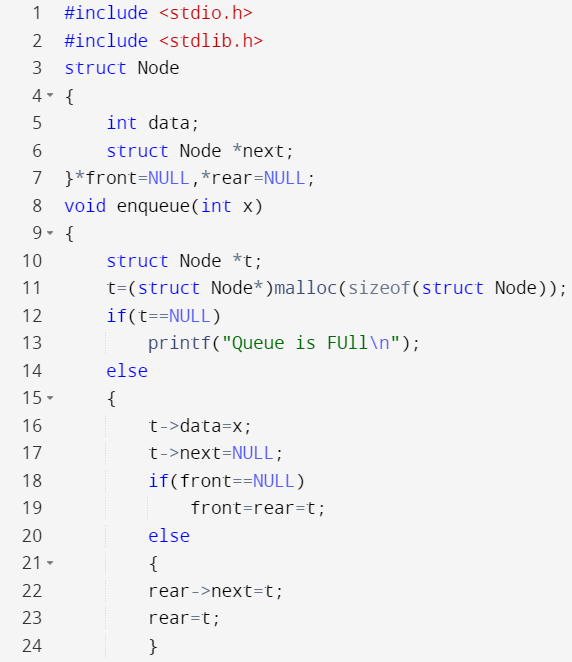 1 #include <stdio.h>
2 #include <stdlib.h>
3 struct Node
4 {
5     int data;
6     struct Node *next;
7 }*front=NULL,*rear=NULL;
8 void enqueue(int x)
9 {
10     struct Node *t;
11     t=(struct Node*)malloc(sizeof(struct Node));
12     if(t==NULL)
13         printf("Queue is FUll\n");
14     else
15     {
16         t->data=x;
17         t->next=NULL;
18         if(front==NULL)
19             front=rear=t;
20         else
21         {
22         rear->next=t;
23         rear=t;
24         }